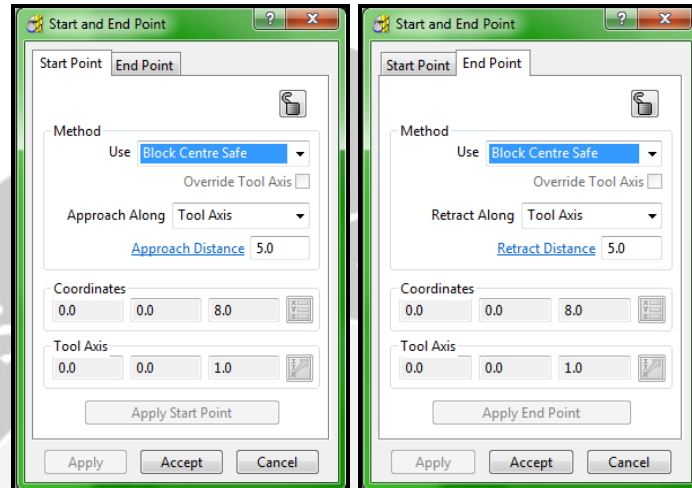 Start and End Point
Start Point End Point
Method
Use Block Centre Safe
Override Tool Axis
Approach Along Tool Axis
Approach Distance 5.0
Coordinates
0.0 0.0 8.0
Tool Axis
0.0 0.0 1.0
Apply Start Point
Apply Accept Cancel
Start and End Point
Start Point End Point
Method
Use Block Centre Safe
Override Tool Axis
Retract Along Tool Axis
Retract Distance 5.0
Coordinates
0.0 0.0 8.0
Tool Axis
0.0 0.0 1.0
Apply End Point
Apply Accept Cancel